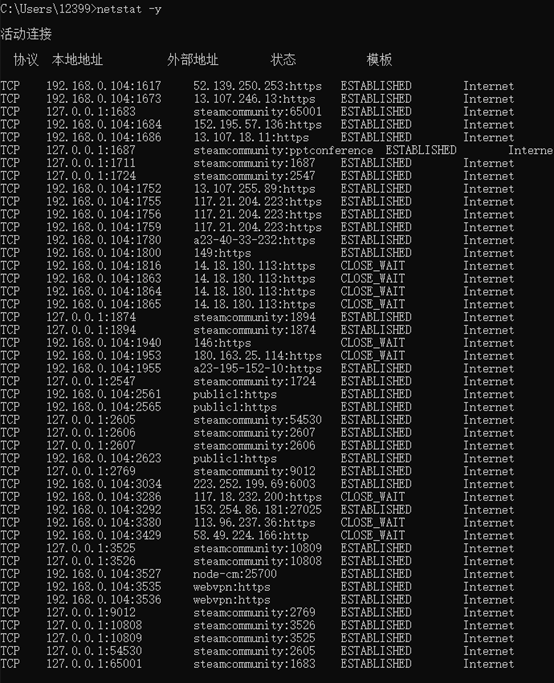 C:\Users\12399>netstat -y
活动连接
协议 本地地址 外部地址 状态 模板
TCP 192.168.0.104:1617 52.139.250.253:https ESTABLISHED Internet
TCP 192.168.0.104:1673 13.107.246.13:https ESTABLISHED Internet
TCP 127.0.0.1:1683 steamcommunity:65001 ESTABLISHED Internet
TCP 192.168.0.104:1684 152.195.57.136:https ESTABLISHED Internet
TCP 192.168.0.104:1686 13.107.18.11:https ESTABLISHED Internet
TCP 127.0.0.1:1687 steamcommunity:pptconference ESTABLISHED Interne
TCP 127.0.0.1:1711 steamcommunity:1687 ESTABLISHED Internet
TCP 127.0.0.1:1724 steamcommunity:2547 ESTABLISHED Internet
TCP 192.168.0.104:1752 13.107.255.89:https ESTABLISHED Internet
TCP 192.168.0.104:1755 117.21.204.223:https ESTABLISHED Internet
TCP 192.168.0.104:1756 117.21.204.223:https ESTABLISHED Internet
TCP 192.168.0.104:1759 117.21.204.223:https ESTABLISHED Internet
TCP 192.168.0.104:1780 a23-40-33-232:https ESTABLISHED Internet
TCP 192.168.0.104:1800 149:https ESTABLISHED Internet
TCP 192.168.0.104:1816 14.18.180.113:https CLOSE_WAIT Internet
TCP 192.168.0.104:1863 14.18.180.113:https CLOSE_WAIT Internet
TCP 192.168.0.104:1864 14.18.180.113:https CLOSE_WAIT Internet
TCP 192.168.0.104:1865 14.18.180.113:https CLOSE_WAIT Internet
TCP 127.0.0.1:1874 steamcommunity:1894 ESTABLISHED Internet
TCP 127.0.0.1:1894 steamcommunity:1874 ESTABLISHED Internet
TCP 192.168.0.104:1940 146:https CLOSE_WAIT Internet
TCP 192.168.0.104:1953 180.163.25.114:https CLOSE_WAIT Internet
TCP 192.168.0.104:1955 a23-195-152-10:https ESTABLISHED Internet
TCP 127.0.0.1:2547 steamcommunity:1724 ESTABLISHED Internet
TCP 192.168.0.104:2561 public1:https ESTABLISHED Internet
TCP 192.168.0.104:2565 public1:https ESTABLISHED Internet
TCP 127.0.0.1:2605 steamcommunity:54530 ESTABLISHED Internet
TCP 127.0.0.1:2606 steamcommunity:2607 ESTABLISHED Internet
TCP 127.0.0.1:2607 steamcommunity:2606 ESTABLISHED Internet
TCP 192.168.0.104:2623 public1:https ESTABLISHED Internet
TCP 127.0.0.1:2769 steamcommunity:9012 ESTABLISHED Internet
TCP 192.168.0.104:3034 223.252.199.69:6003 ESTABLISHED Internet
TCP 192.168.0.104:3286 117.18.232.200:https CLOSE_WAIT Internet
TCP 192.168.0.104:3292 153.254.86.181:27025 ESTABLISHED Internet
TCP 192.168.0.104:3380 113.96.237.36:https CLOSE_WAIT Internet
TCP 192.168.0.104:3429 58.49.224.166:http CLOSE_WAIT Internet
TCP 127.0.0.1:3525 steamcommunity:10809 ESTABLISHED Internet
TCP 127.0.0.1:3526 steamcommunity:10808 ESTABLISHED Internet
TCP 192.168.0.104:3527 node-cm:25700 ESTABLISHED Internet
TCP 192.168.0.104:3535 webvpn:https ESTABLISHED Internet
TCP 192.168.0.104:3536 webvpn:https ESTABLISHED Internet
TCP 127.0.0.1:9012 steamcommunity:2769 ESTABLISHED Internet
TCP 127.0.0.1:10808 steamcommunity:3526 ESTABLISHED Internet
TCP 127.0.0.1:10809 steamcommunity:3525 ESTABLISHED Internet
TCP 127.0.0.1:54530 steamcommunity:2605 ESTABLISHED Internet
TCP 127.0.0.1:65001 steamcommunity:1683 ESTABLISHED Internet